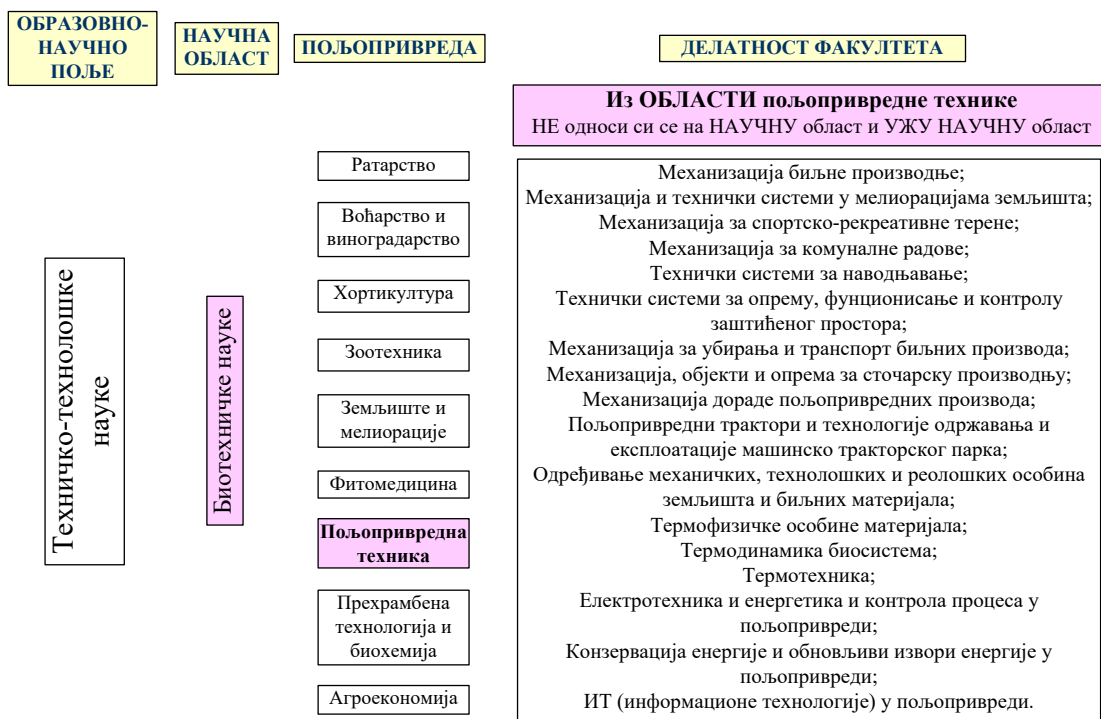 ОБРАЗОВНО-
НАУЧНО
ПОЉЕ
НАУЧНА
ОБЛАСТ
ПОЉОПРИВРЕДА
ДЕЛАТНОСТ ФАКУЛТЕТА
Из ОБЛАСТИ пољопривредне технике
НЕ односи си се на НАУЧНУ област и УЖУ НАУЧНУ област
Техничко-технолошке
науке
Биотехничке науке
Ратарство
Воћарство и
виноградарство
Хортикултура
Зоотехника
Земљиште и
мелиорације
Фитомедицина
Пољопривредна
техника
Прехрамбена
технологија и
биохемија
Агроекономија
Механизација биљне производње;
Механизација и технички системи у мелиорацијама земљишта;
Механизација за спортско-рекреативне терене;
Механизација за комуналне радове;
Технички системи за наводњавање;
Технички системи за опрему, фунционисање и контролу
заштићеног простора;
Механизација за убирања и транспорт биљних производа;
Механизација, објекти и опрема за сточарску производњу;
Механизација дораде пољопривредних производа;
Пољопривредни трактори и технологије одржавања и
експлоатације машинско тракторског парка;
Одређивање механичких, технолошких и реолошких особина
земљишта и биљних материјала;
Термофизичке особине материјала;
Термодинамика биосистема;
Термотехника;
Електротехника и енергетика и контрола процеса у
пољопривреди;
Конзервација енергије и обновљиви извори енергије у
пољопривреди;
ИТ (информационе технологије) у пољопривреди.